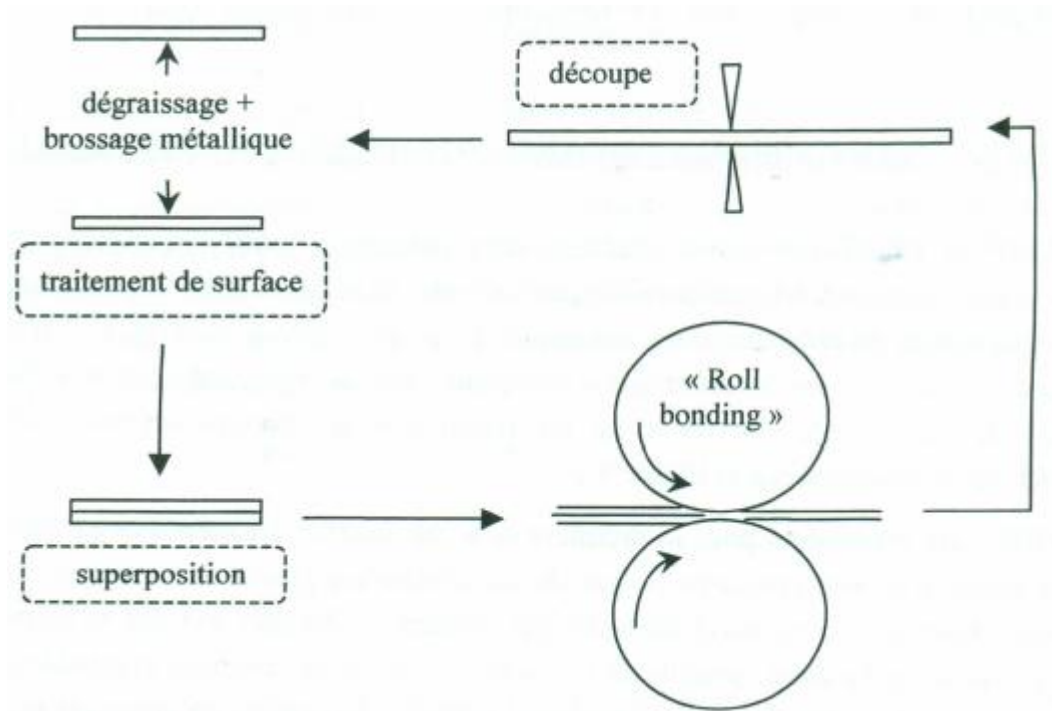 découpe
dégraissage +
brossage métallique
traitement de surface
« Roll
bonding »
superposition